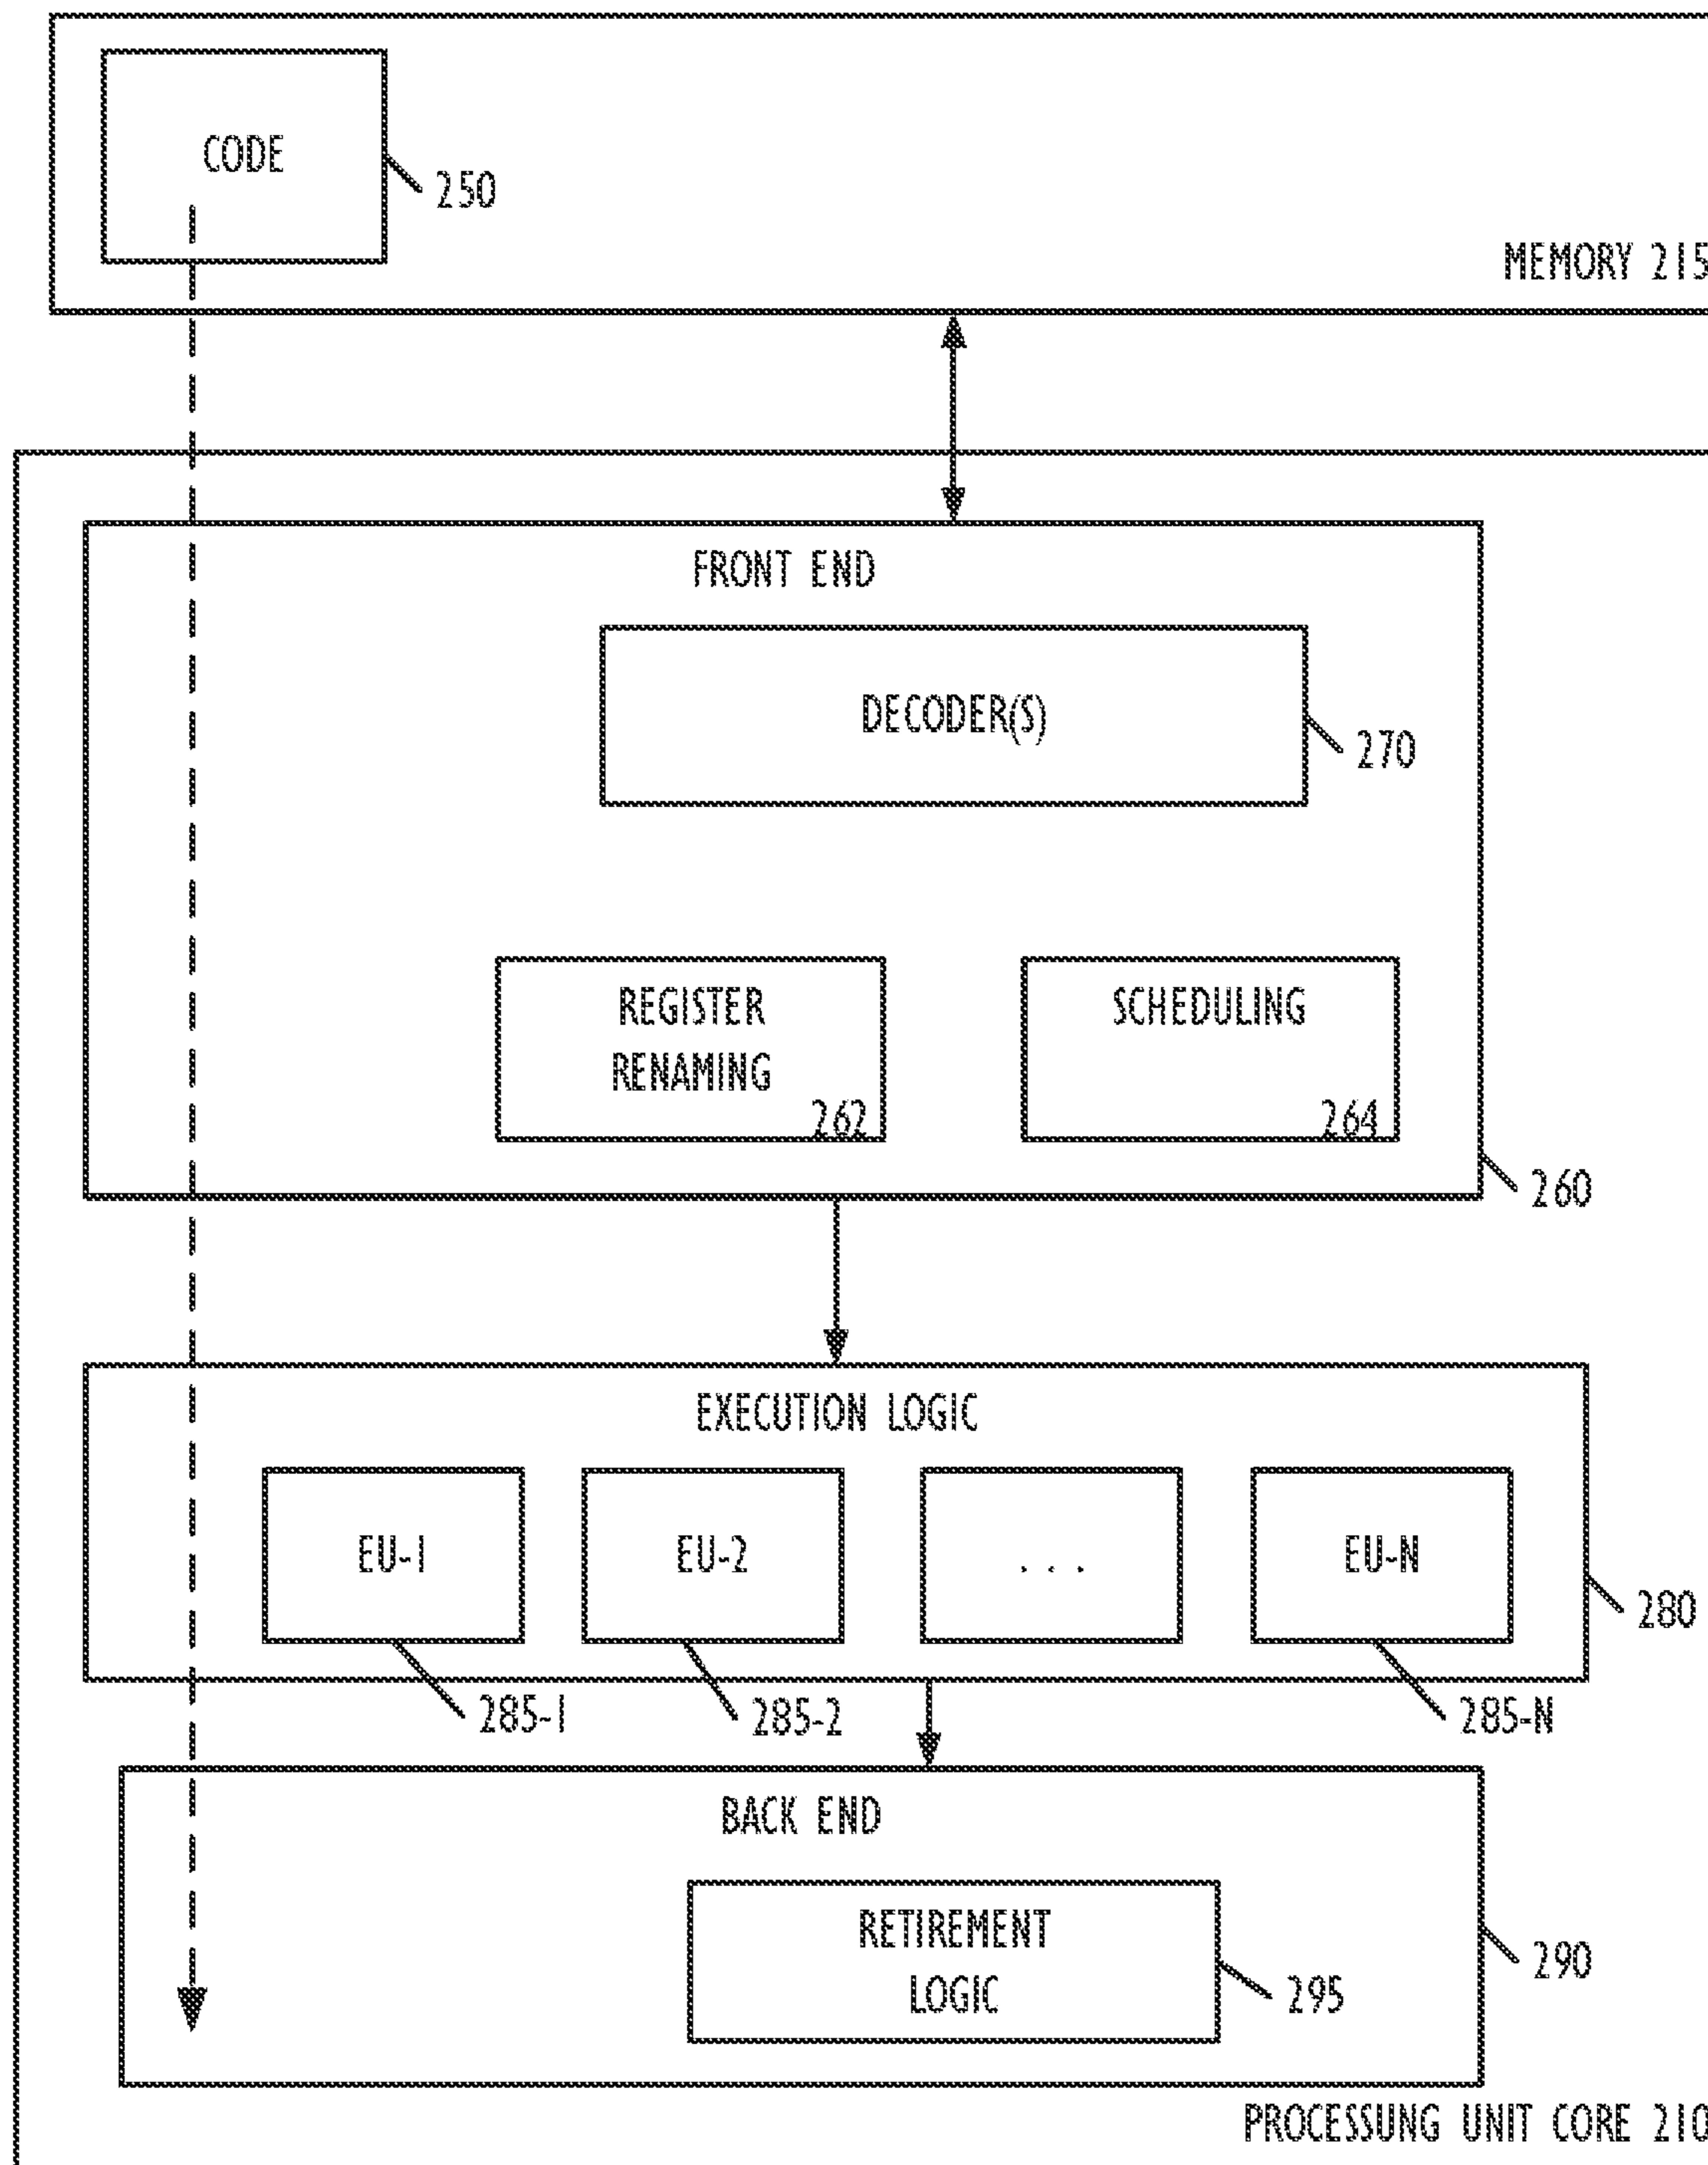 CODE
250
MEMORY 215
FRONT END
DECODER(S)
270
REGISTER
RENAMING
262
SCHEDULING
264
260
EXECUTION LOGIC
EU-1
EU-2
. . .
EU-N
280
285-1
285-2
285-N
BACK END
RETIREMENT
LOGIC
295
290
PROCESSUNG UNIT CORE 210